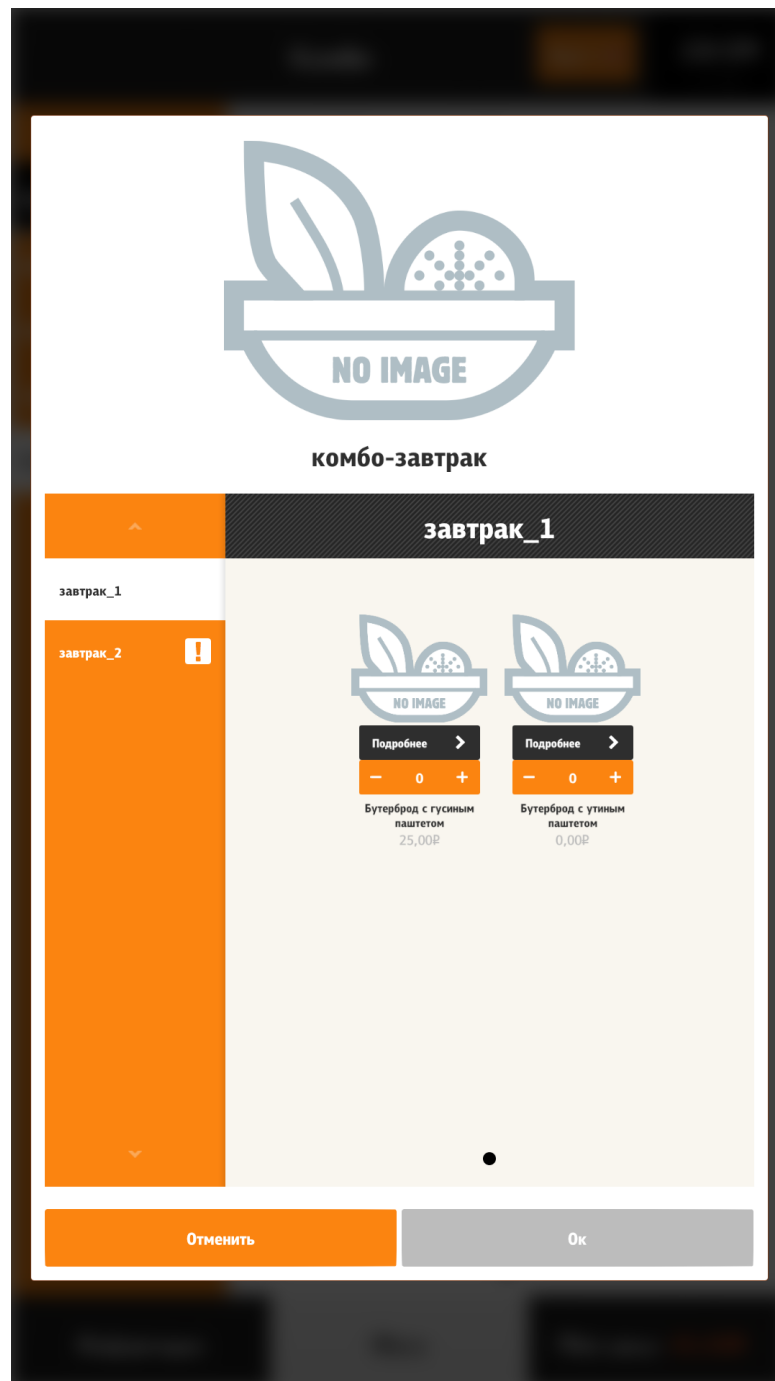 NO IMAGE
комбо-завтрак
завтрак_1
завтрак_1
завтрак_2
NO IMAGE
NO IMAGE
Подробнее
Подробнее
− 0 +
− 0 +
Бутерброд с гусиным
паштетом
25,00₽
Бутерброд с утиным
паштетом
0,00₽
Отменить
Ок